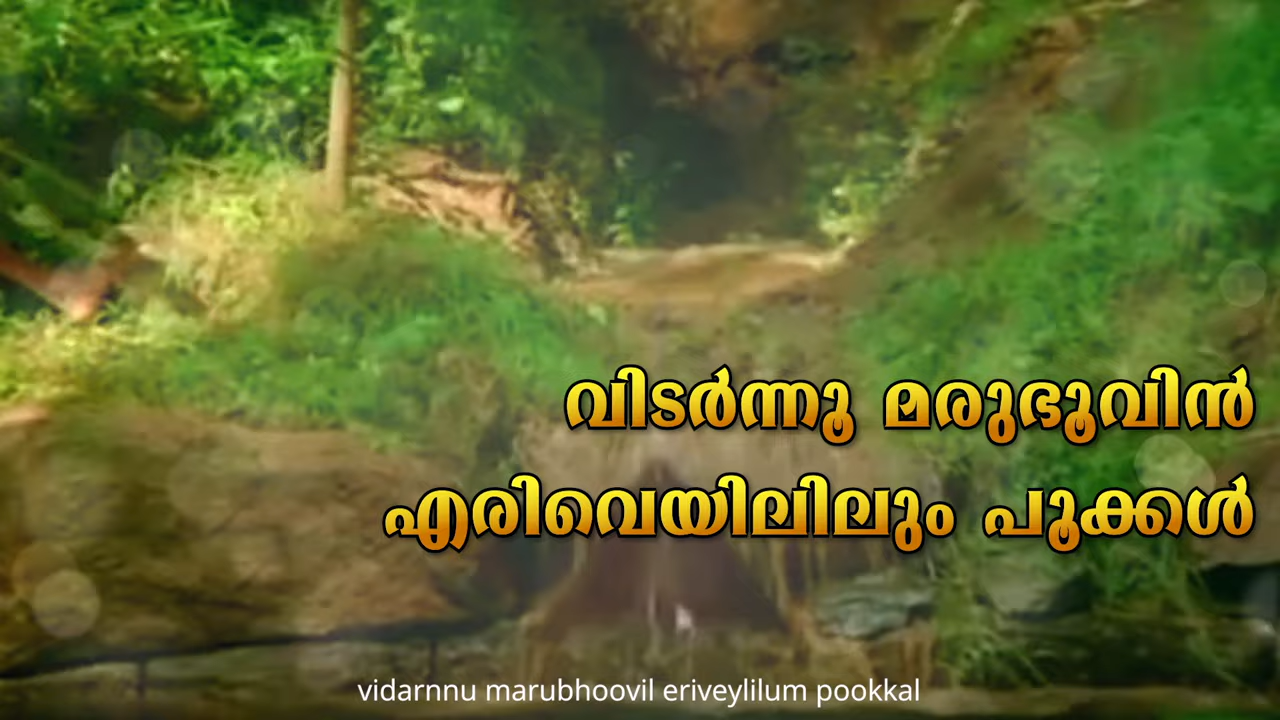 വിടർന്നൂ മരുഭൂവിൻ
എരിവെയിലിലും പൂക്കൾ
vidarnnu marubhoovil eriveylilum pookkal